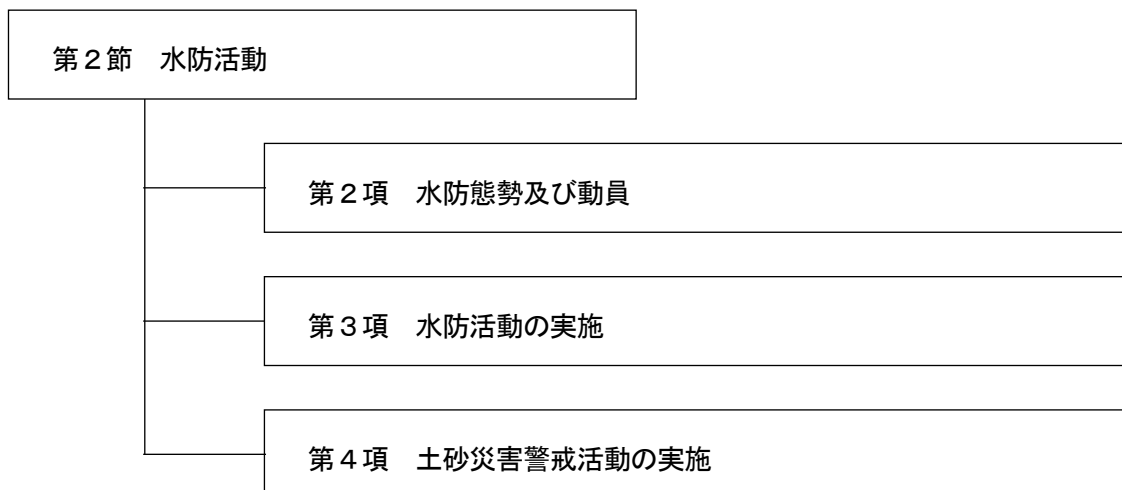 第２節　水防活動
第２項　水防態勢及び動員
第３項　水防活動の実施
第４項　土砂災害警戒活動の実施